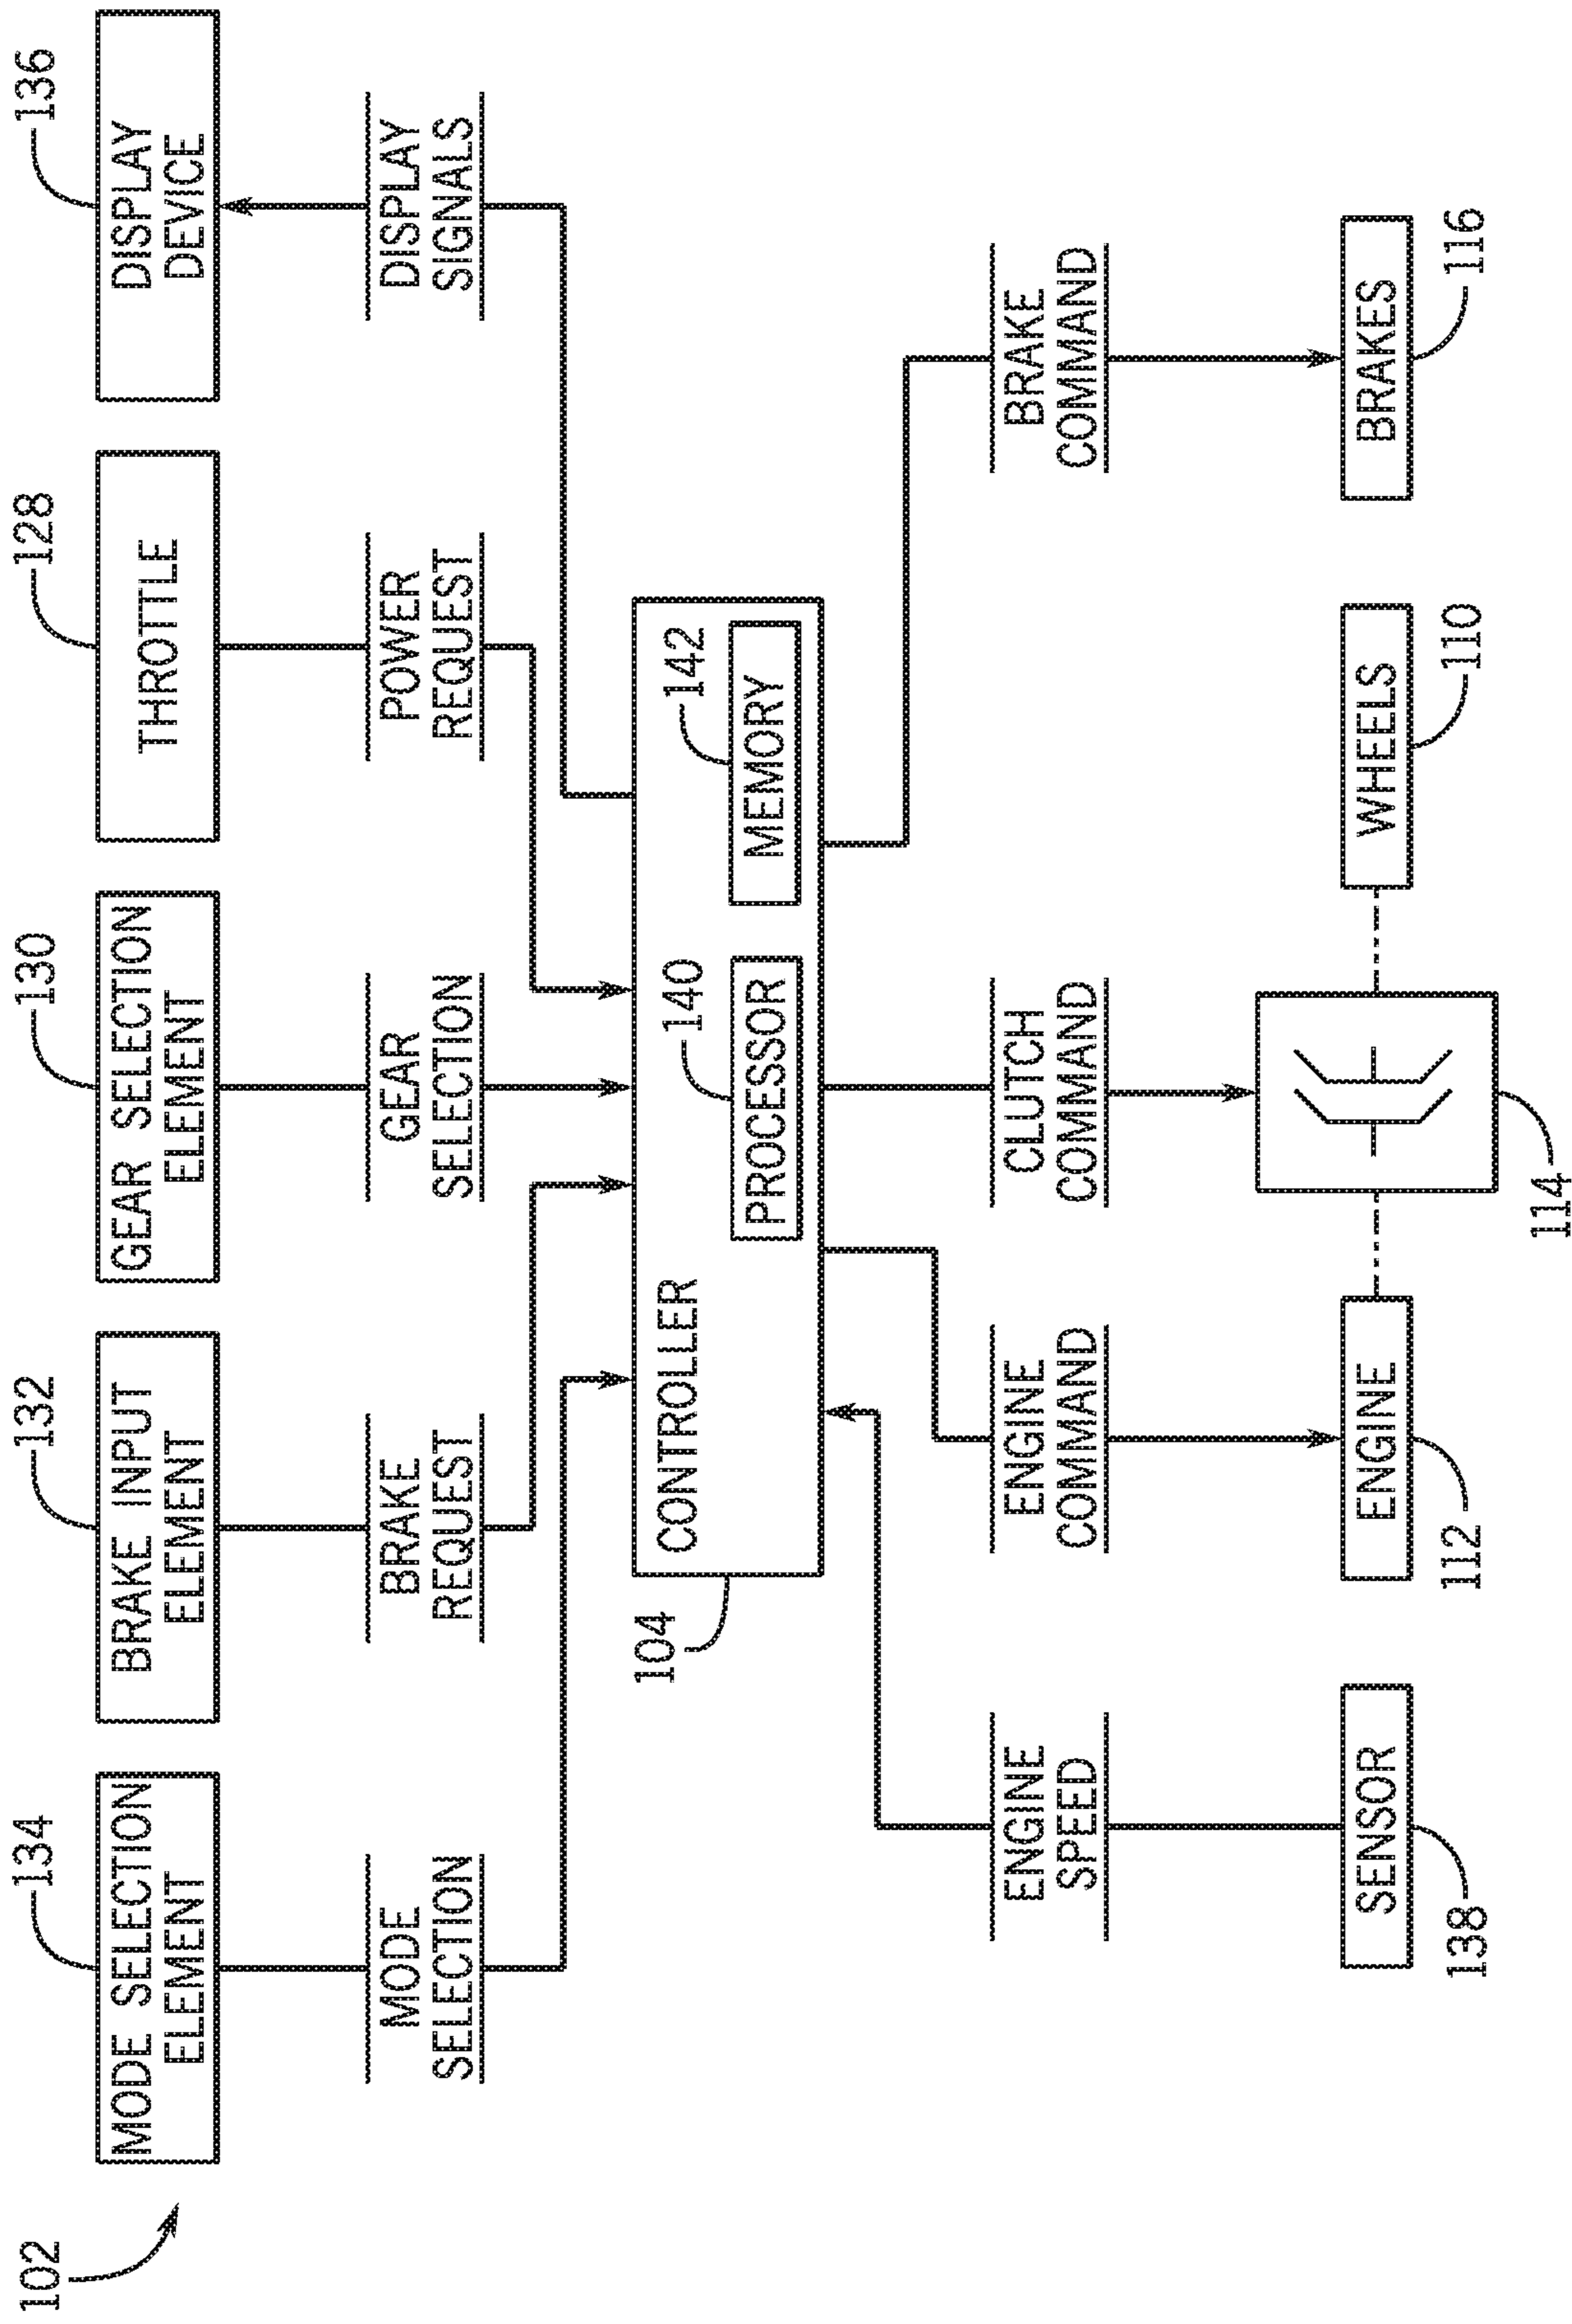 102
134
132
130
128
136
MODE SELECTION
ELEMENT
BRAKE INPUT
ELEMENT
GEAR SELECTION
ELEMENT
THROTTLE
DISPLAY
DEVICE
MODE
SELECTION
BRAKE
REQUEST
GEAR
SELECTION
POWER
REQUEST
DISPLAY
SIGNALS
104
CONTROLLER
140
PROCESSOR
142
MEMORY
ENGINE
SPEED
ENGINE
COMMAND
CLUTCH
COMMAND
BRAKE
COMMAND
SENSOR
ENGINE
WHEELS
BRAKES
138
112
114
110
116